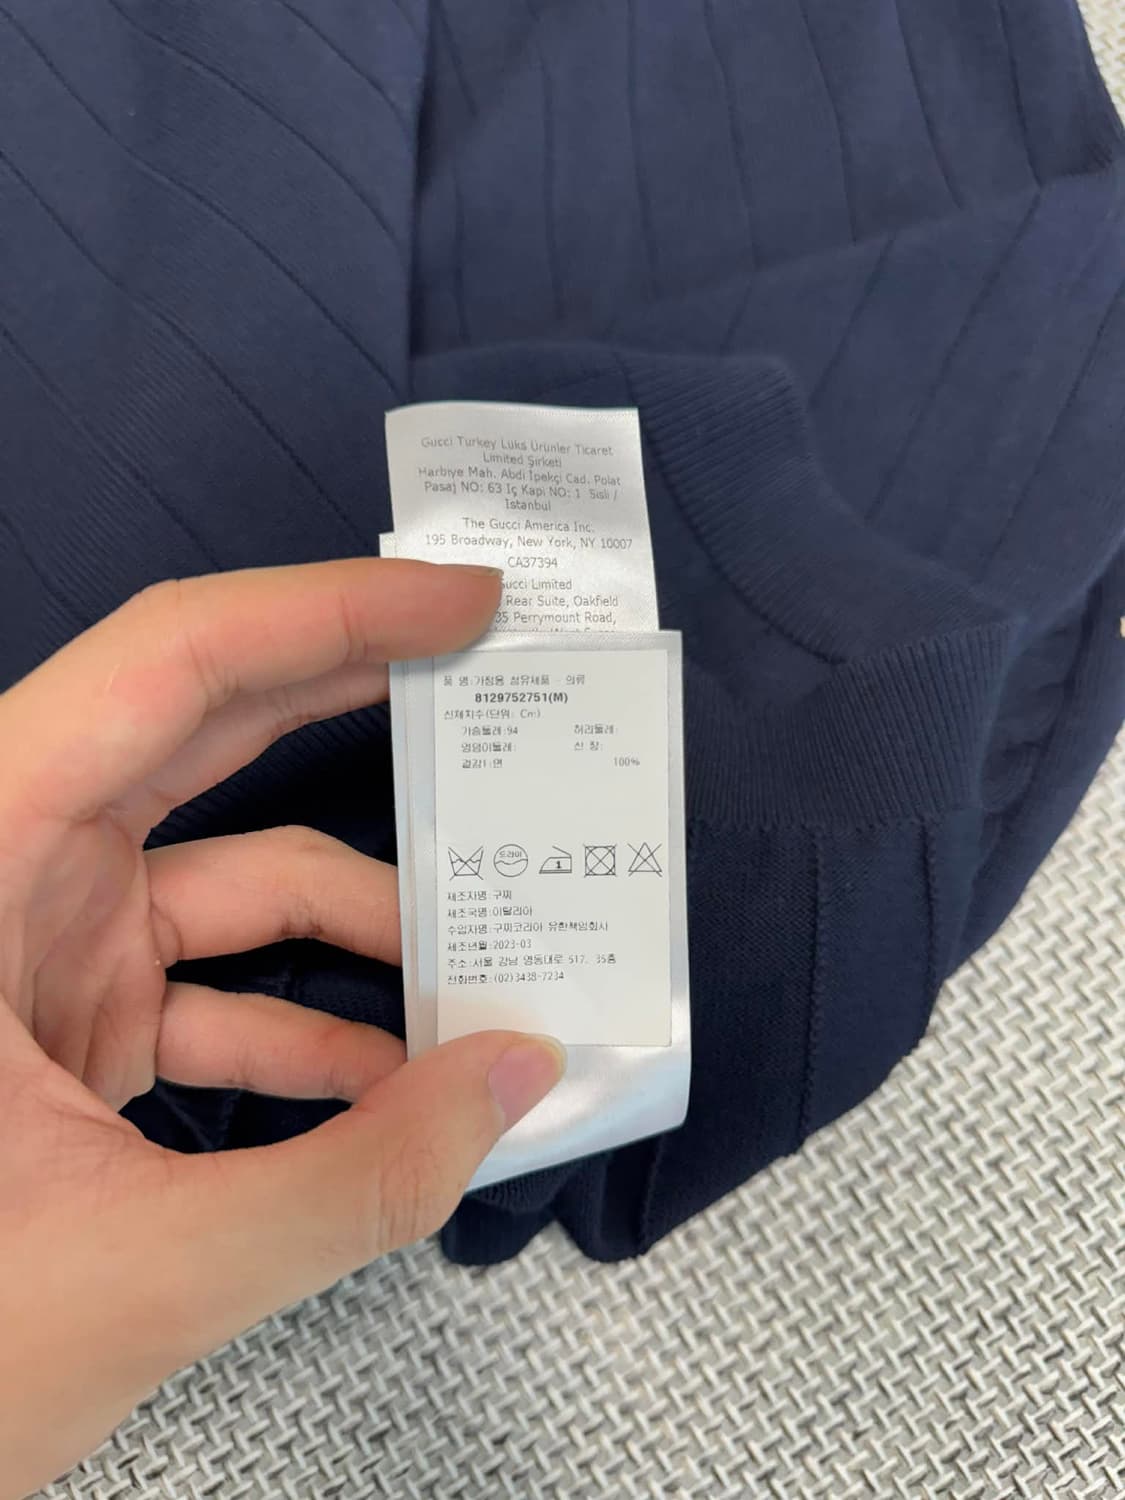 Gucci Turkey Lüks Ürünler Ticaret
Limited Şirketi
Harbiye Mah. Abdi İpekçi Cad. Polat
Pasaj NO: 63 İç Kapi NO: 1 Sisli /
Istanbul
The Gucci America Inc.
195 Broadway, New York, NY 10007
CA37394
Gucci Limited
Rear Suite, Oakfield
35 Perrymount Road,
품 명:가정용 섬유제품 - 의류
8129752751(M)
신체치수(단위: Cm)
가슴둘레:94 허리둘레:
엉덩이둘레: 신 장:
겉감1:면 100%
드라이
1
제조자명:구찌
제조국명:이탈리아
수입자명:구찌코리아 유한책임회사
제조년월:2023-03
주소:서울 강남 영동대로 517, 35층
전화번호:(02)3438-7234